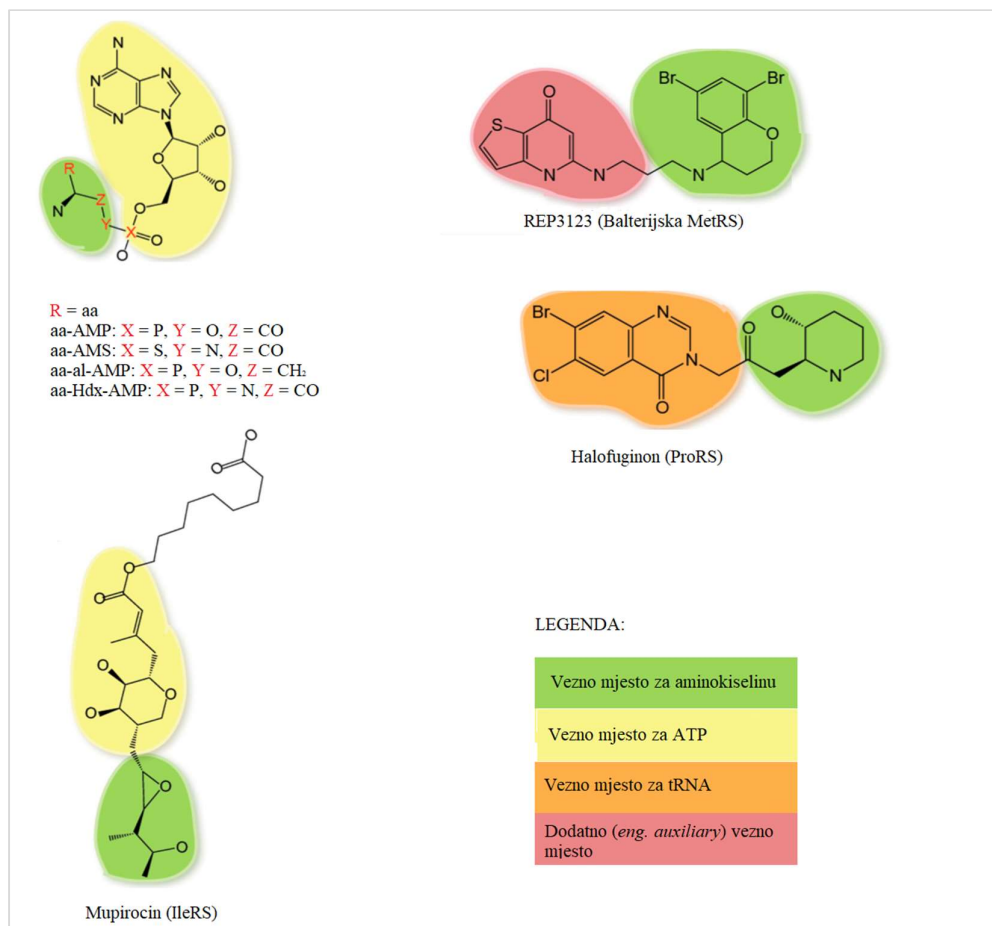 N
N
N
N
N
O
O
O
R
Z
N
Y
O
X
O
O
R = aa
aa-AMP: X = P, Y = O, Z = CO
aa-AMS: X = S, Y = N, Z = CO
aa-al-AMP: X = P, Y = O, Z = CH₂
aa-Hdx-AMP: X = P, Y = N, Z = CO
Br Br
O
S
O
N N N
REP3123 (Balterijska MetRS)
Br N O
O
Cl N N
O
Halofuginon (ProRS)
O
O
O
O
O O
O
O
O
Mupirocin (IleRS)
LEGENDA:
Vezno mjesto za aminokiselinu
Vezno mjesto za ATP
Vezno mjesto za tRNA
Dodatno (eng. auxiliary) vezno
mjesto